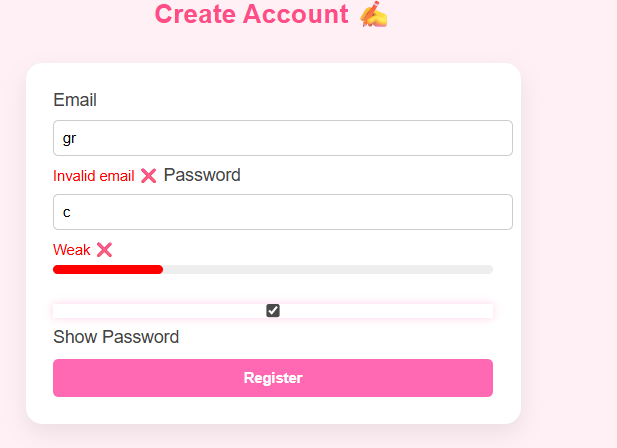 Create Account ✍️
Email
gr
Invalid email ❌ Password
c
Weak ❌
Show Password
Register